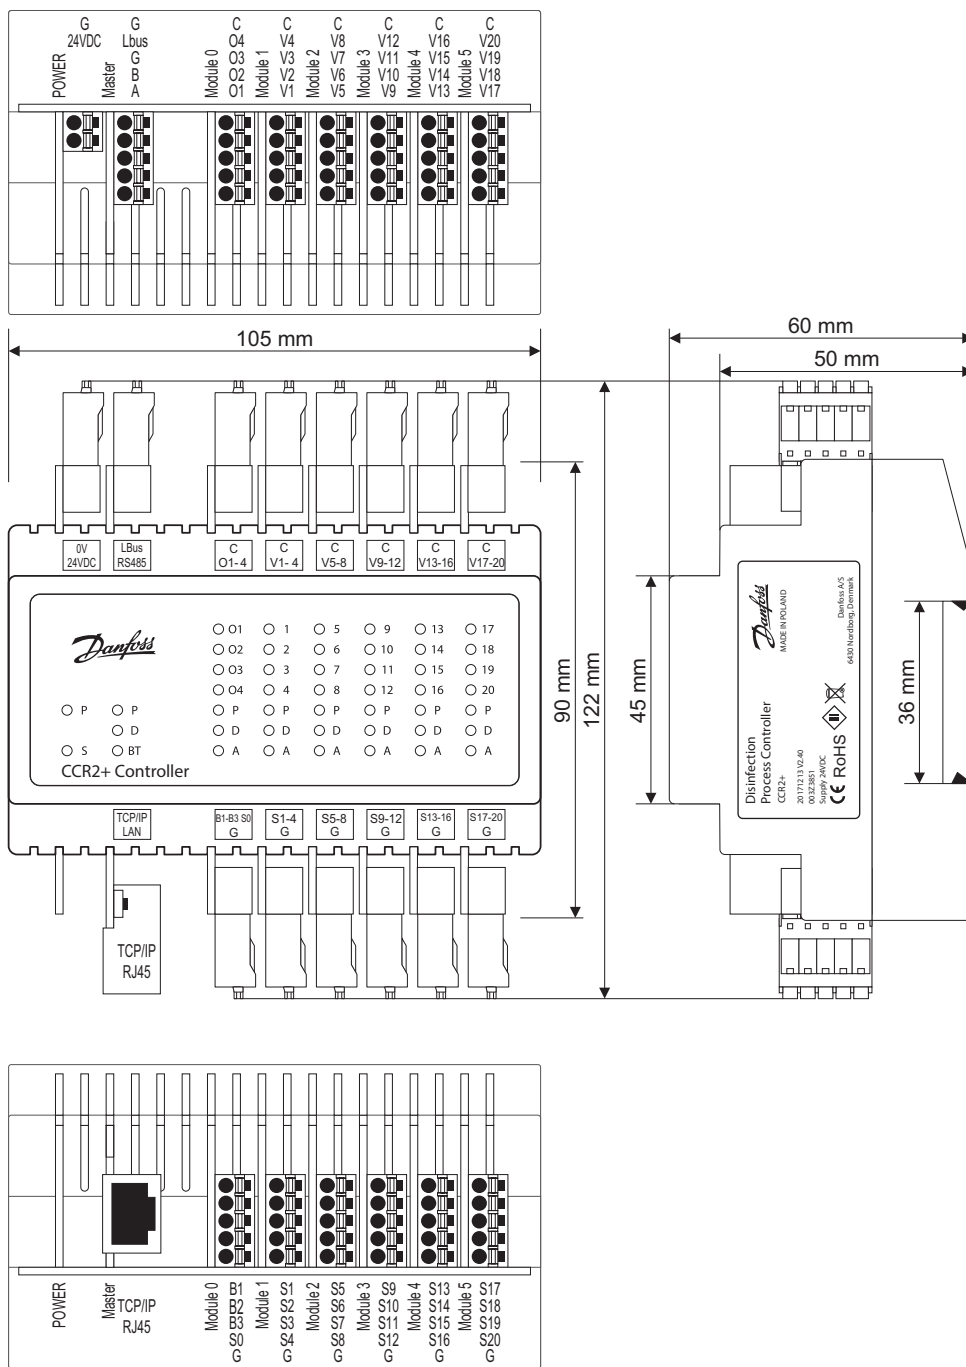 G
24VDC
POWER
G
Lbus
G
B
A
Master
C
O4
O3
O2
O1
Module 0
C
V4
V3
V2
V1
Module 1
C
V8
V7
V6
V5
Module 2
C
V12
V11
V10
V9
Module 3
C
V16
V15
V14
V13
Module 4
C
V20
V19
V18
V17
Module 5
105 mm
60 mm
50 mm
0V
24VDC
LBus
RS485
C
O1-4
C
V1-4
C
V5-8
C
V9-12
C
V13-16
C
V17-20
Danfoss
O1 1 5 9 13 17
O2 2 6 10 14 18
O3 3 7 11 15 19
O4 4 8 12 16 20
P P P P P P P P
D D D D D D D
S BT A A A A A A
CCR2+ Controller
TCP/IP
LAN
B1-B3 S0
G
S1-4
G
S5-8
G
S9-12
G
S13-16
G
S17-20
G
TCP/IP
RJ45
90 mm
122 mm
45 mm
36 mm
Danfoss
MADE IN POLAND
Danfoss A/S
6430 Nordborg, Denmark
Disinfection
Process Controller
CCR2+
20171213 V2.40
003Z3851
Supply 24VDC
CE RoHS
III
POWER
Master
TCP/IP
RJ45
Module 0
B1
B2
B3
S0
G
Module 1
S1
S2
S3
S4
G
Module 2
S5
S6
S7
S8
G
Module 3
S9
S10
S11
S12
G
Module 4
S13
S14
S15
S16
G
Module 5
S17
S18
S19
S20
G